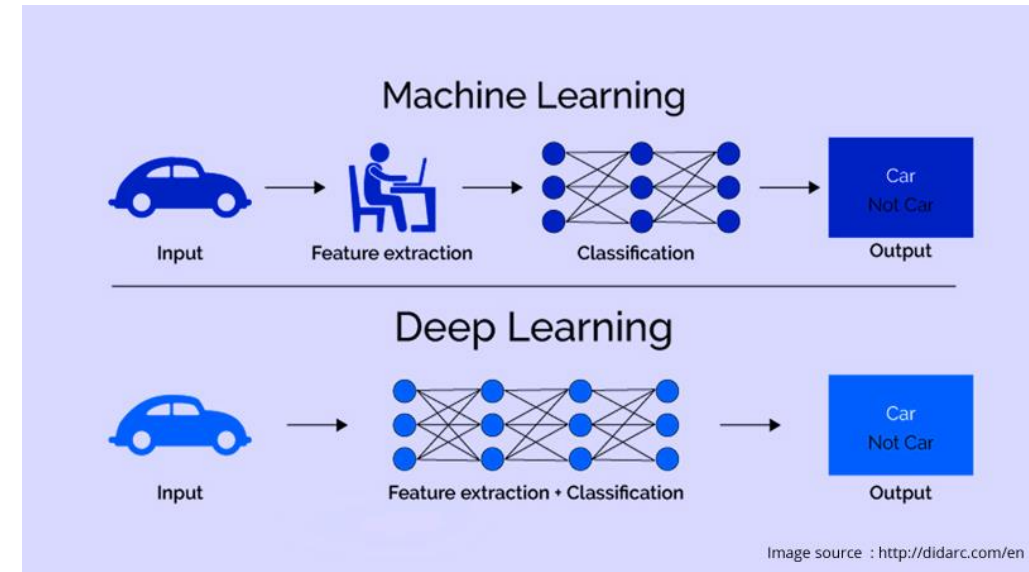 Machine Learning
Car
Not Car
Input
Feature extraction
Classification
Output
Deep Learning
Car
Not Car
Input
Feature extraction + Classification
Output
Image source : http://didarc.com/en